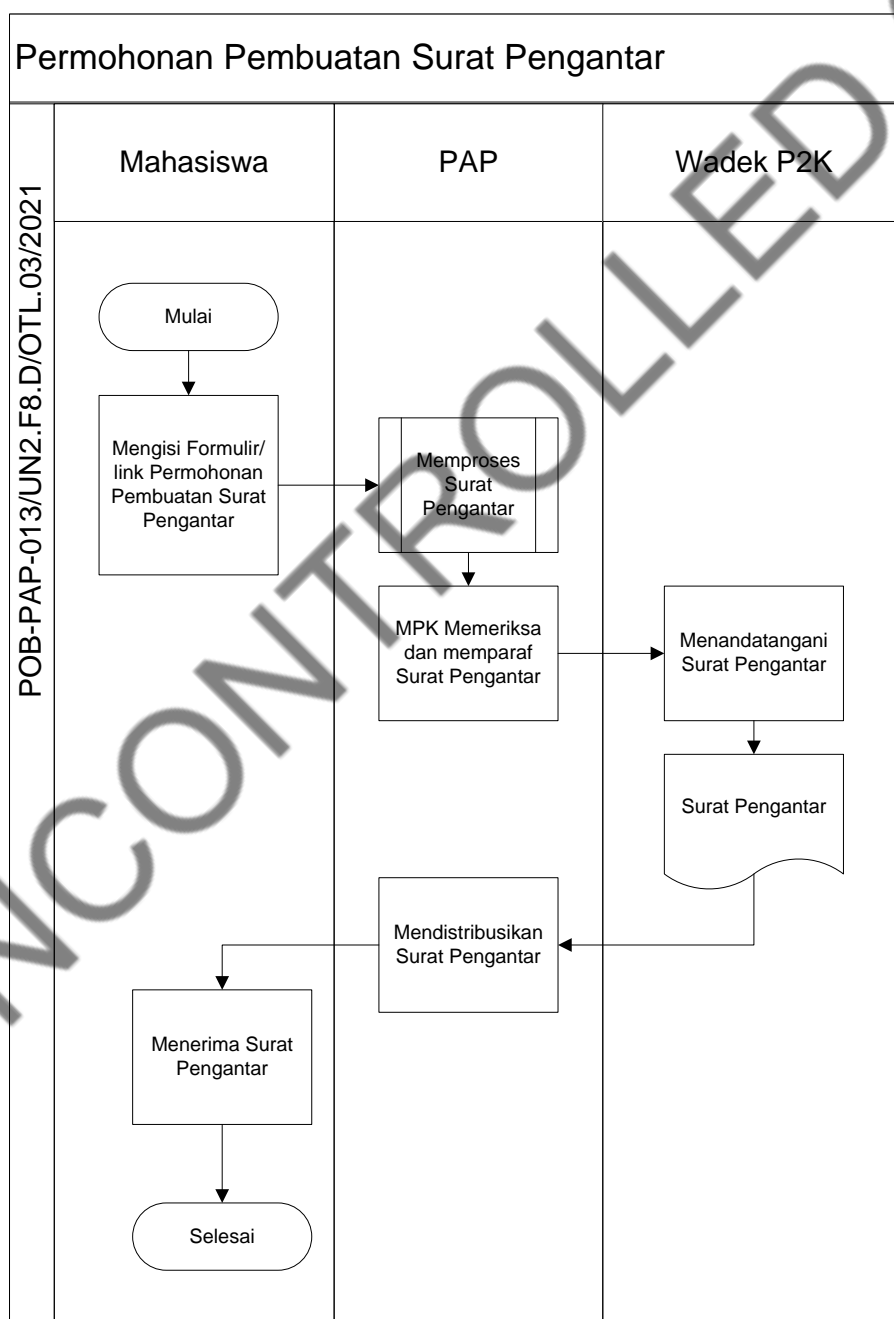 Permohonan Pembuatan Surat Pengantar
POB-PAP-013/UN2.F8.D/OTL.03/2021
Mahasiswa
PAP
Wadek P2K
Mulai
Mengisi Formulir/
link Permohonan
Pembuatan Surat
Pengantar
Memproses
Surat
Pengantar
MPK Memeriksa
dan memparaf
Surat Pengantar
Menandatangani
Surat Pengantar
Surat Pengantar
Mendistribusikan
Surat Pengantar
Menerima Surat
Pengantar
Selesai
NCONTROLLED